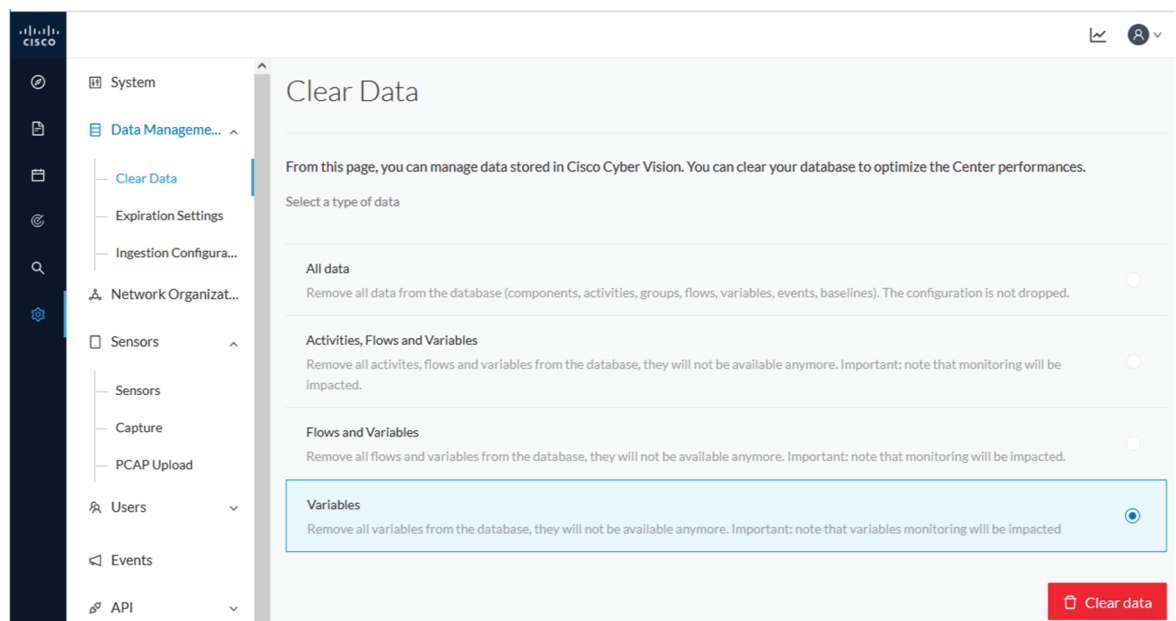 CISCO
System
Data Manageme...
Clear Data
Expiration Settings
Ingestion Configura...
Network Organizat...
Sensors
Sensors
Capture
PCAP Upload
Users
Events
API
Clear Data
From this page, you can manage data stored in Cisco Cyber Vision. You can clear your database to optimize the Center performances.
Select a type of data
All data
Remove all data from the database (components, activities, groups, flows, variables, events, baselines). The configuration is not dropped.
Activities, Flows and Variables
Remove all activites, flows and variables from the database, they will not be available anymore. Important: note that monitoring will be
impacted.
Flows and Variables
Remove all flows and variables from the database, they will not be available anymore. Important: note that monitoring will be impacted.
Variables
Remove all variables from the database, they will not be available anymore. Important: note that variables monitoring will be impacted
Clear data